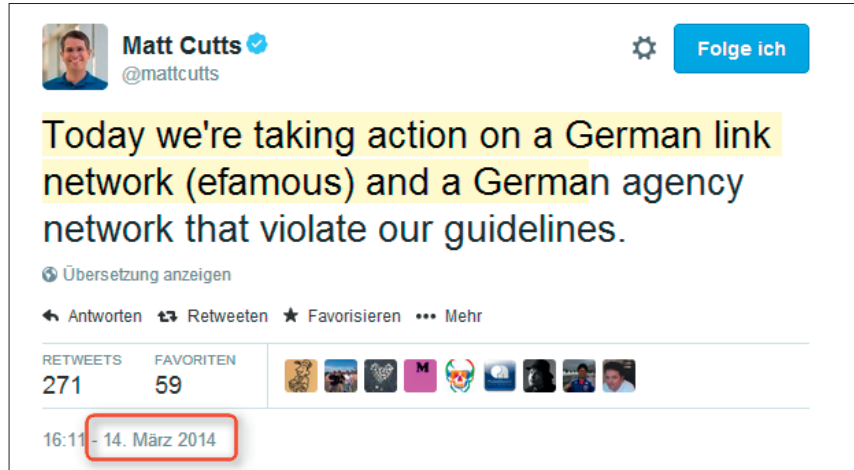 Matt Cutts
@mattcutts
Folge ich
Today we're taking action on a German link
network (efamous) and a German agency
network that violate our guidelines.
Übersetzung anzeigen
Antworten Retweeten Favorisieren ••• Mehr
RETWEETS FAVORITEN
271 59
M
16:11 - 14. März 2014